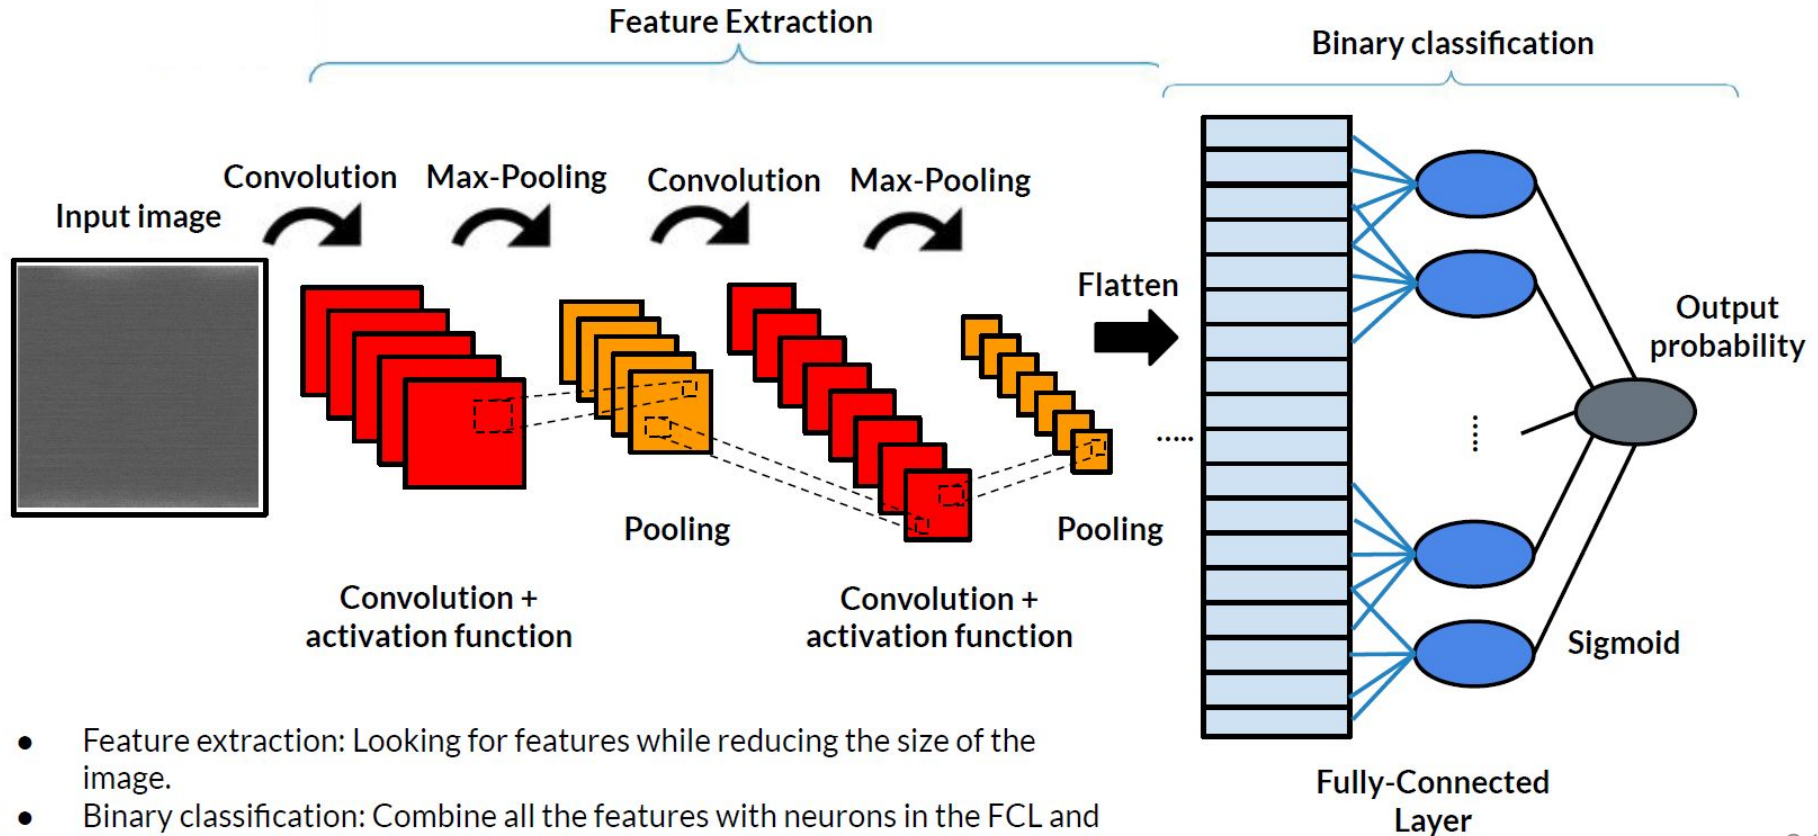 Feature Extraction
Binary classification
Convolution
Max-Pooling
Convolution
Max-Pooling
Input image
Flatten
Output
probability
.....
Pooling
Pooling
Convolution +
activation function
Convolution +
activation function
Sigmoid
Fully-Connected
Layer
● Feature extraction: Looking for features while reducing the size of the
image.
● Binary classification: Combine all the features with neurons in the FCL and